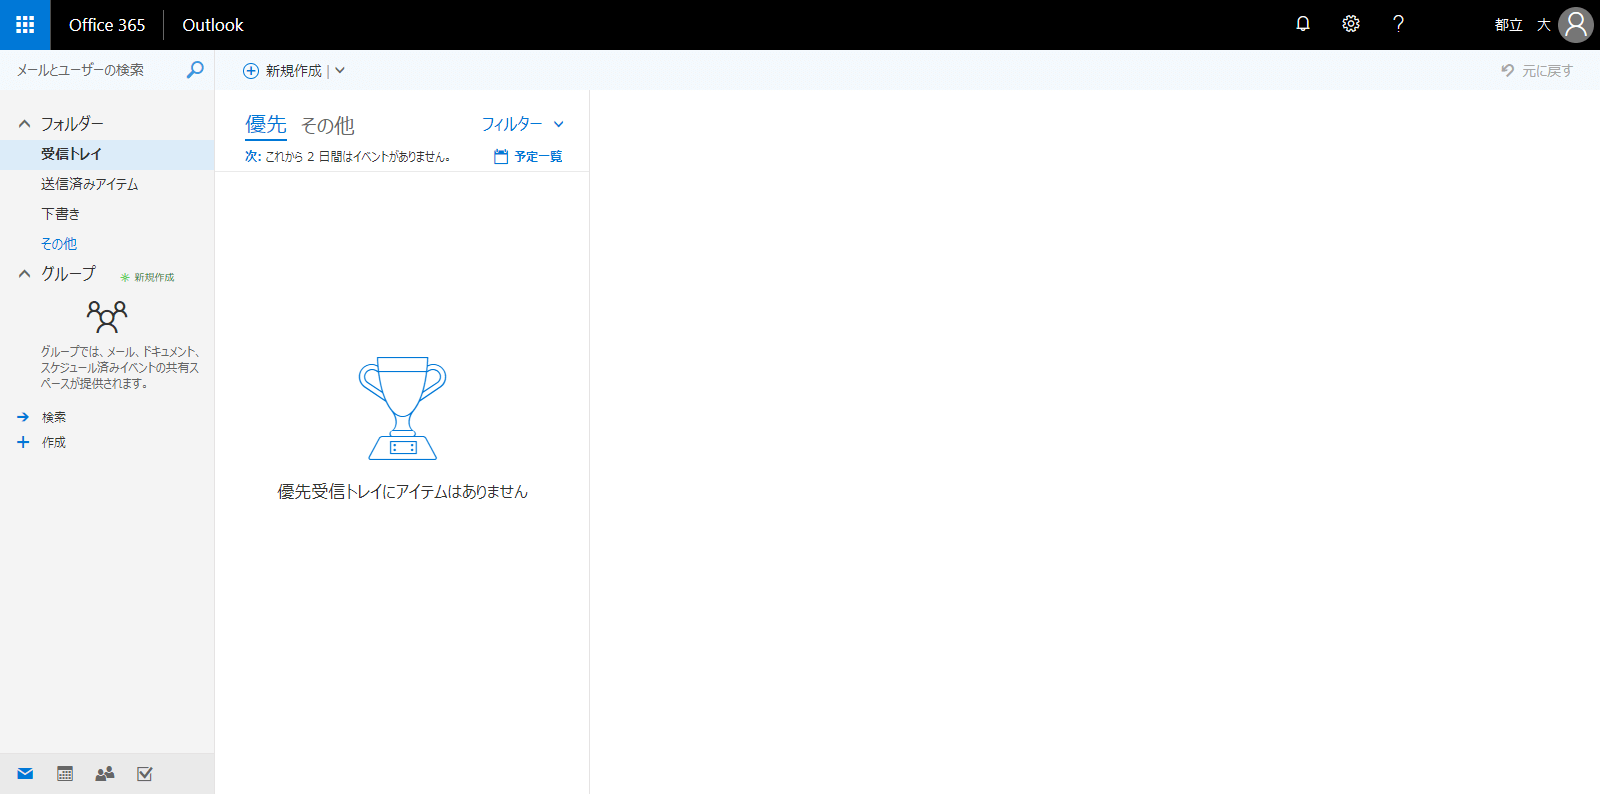 Office 365
Outlook
都立 大
メールとユーザーの検索
新規作成 |
元に戻す
フォルダー
受信トレイ
送信済みアイテム
下書き
その他
グループ
新規作成
グループでは、メール、ドキュメント、
スケジュール済みイベントの共有ス
ペースが提供されます。
検索
作成
優先 その他
フィルター
次: これから 2 日間はイベントがありません。
予定一覧
優先受信トレイにアイテムはありません